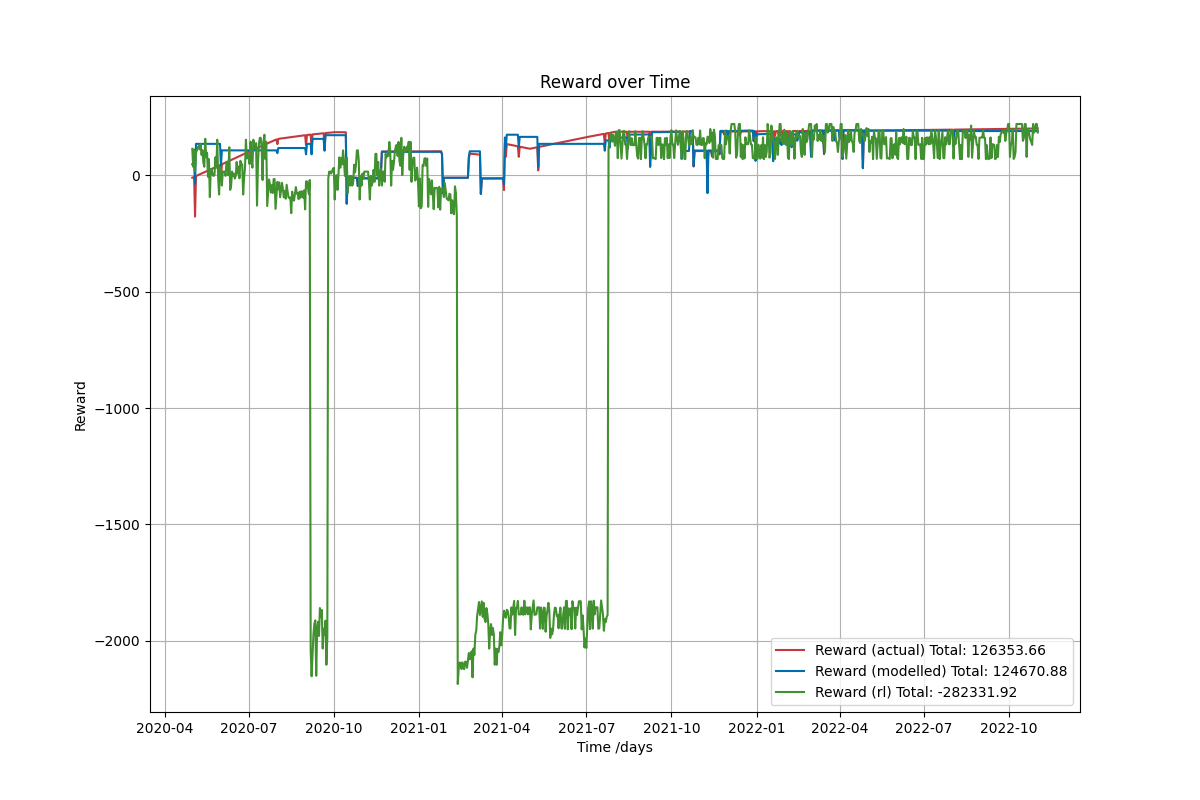 Reward over Time
Reward
0
−500
−1000
−1500
−2000
Reward (actual) Total: 126353.66
Reward (modelled) Total: 124670.88
Reward (rl) Total: -282331.92
2020-04 2020-07 2020-10 2021-01 2021-04 2021-07 2021-10 2022-01 2022-04 2022-07 2022-10
Time /days